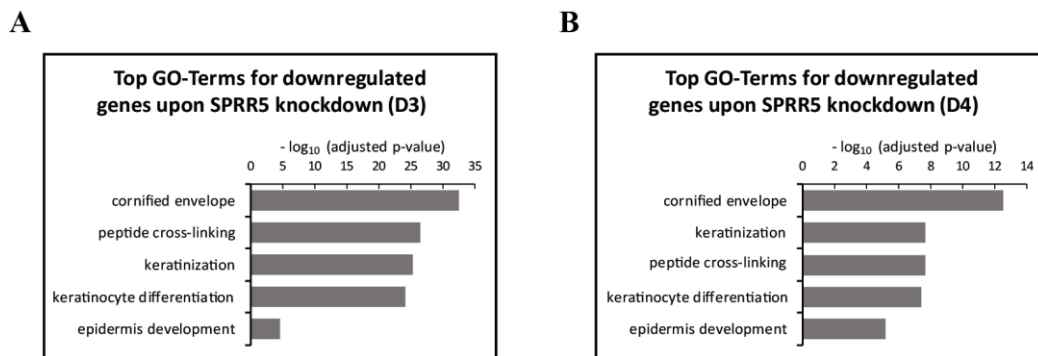 A
Top GO-Terms for downregulated
genes upon SPRR5 knockdown (D3)
- log₁₀ (adjusted p-value)
0 5 10 15 20 25 30 35
cornified envelope
peptide cross-linking
keratinization
keratinocyte differentiation
epidermis development
B
Top GO-Terms for downregulated
genes upon SPRR5 knockdown (D4)
- log₁₀ (adjusted p-value)
0 2 4 6 8 10 12 14
cornified envelope
keratinization
peptide cross-linking
keratinocyte differentiation
epidermis development